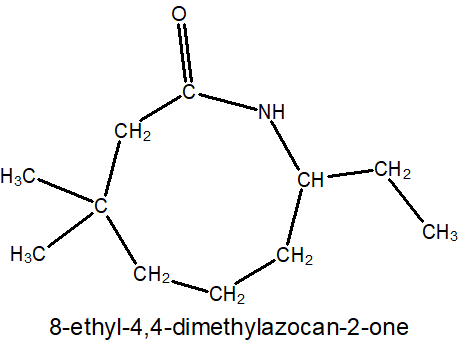 O
C
NH
CH2
CH
CH2
H3C
C
CH3
H3C
CH2
CH2
CH2
8-ethyl-4,4-dimethylazocan-2-one